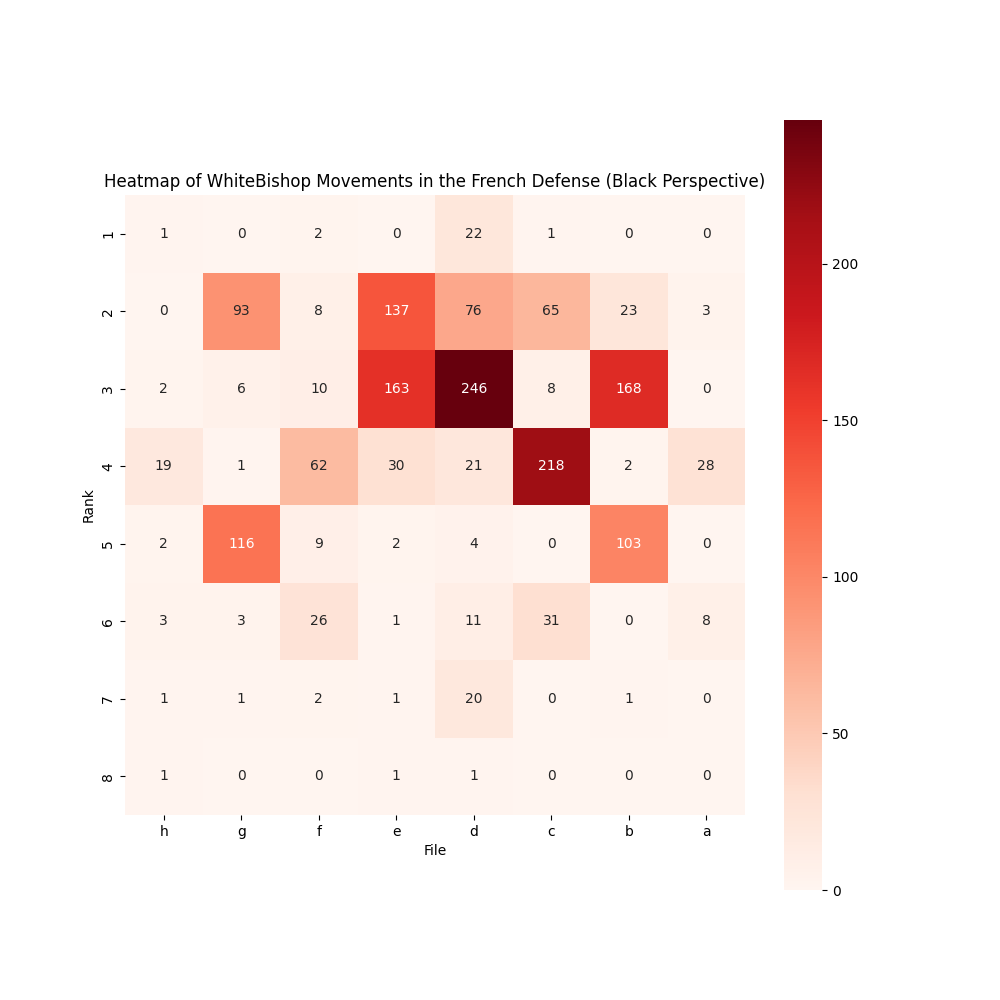 Heatmap of WhiteBishop Movements in the French Defense (Black Perspective)
Rank
1 1 0 2 0 22 1 0 0
2 0 93 8 137 76 65 23 3
3 2 6 10 163 246 8 168 0
4 19 1 62 30 21 218 2 28
5 2 116 9 2 4 0 103 0
6 3 3 26 1 11 31 0 8
7 1 1 2 1 20 0 1 0
8 1 0 0 1 1 0 0 0
h g f e d c b a
File
200
150
100
50
0